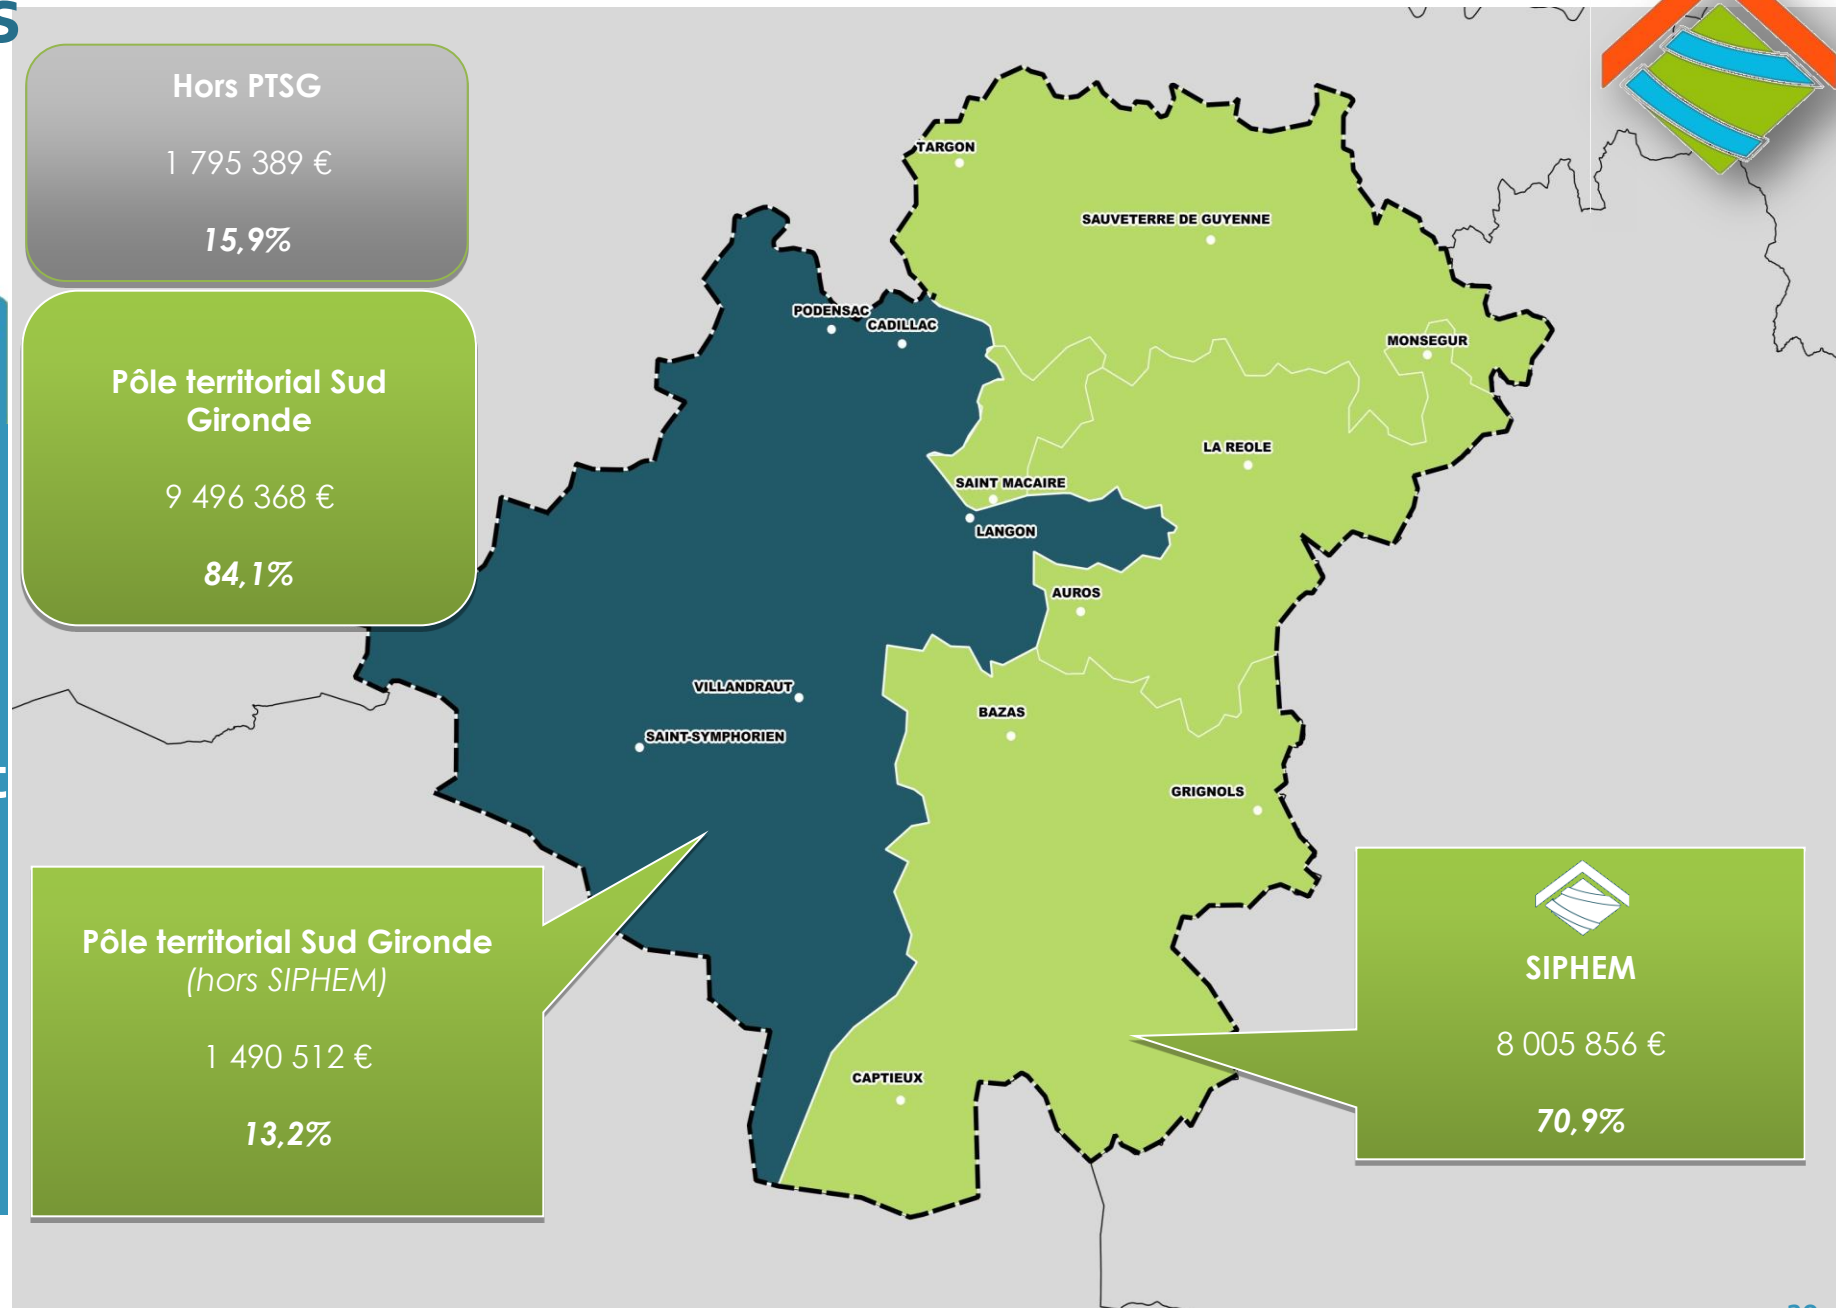 s
Hors PTSG
1 795 389 €
15,9%
Pôle territorial Sud
Gironde
9 496 368 €
84,1%
TARGON
SAUVETERRE DE GUYENNE
PODENSAC
CADILLAC
MONSEGUR
LA REOLE
SAINT MACAIRE
LANGON
AUROS
VILLANDRAUT
BAZAS
SAINT-SYMPHORIEN
GRIGNOLS
CAPTIEUX
t
Pôle territorial Sud Gironde
(hors SIPHEM)
1 490 512 €
13,2%
SIPHEM
8 005 856 €
70,9%